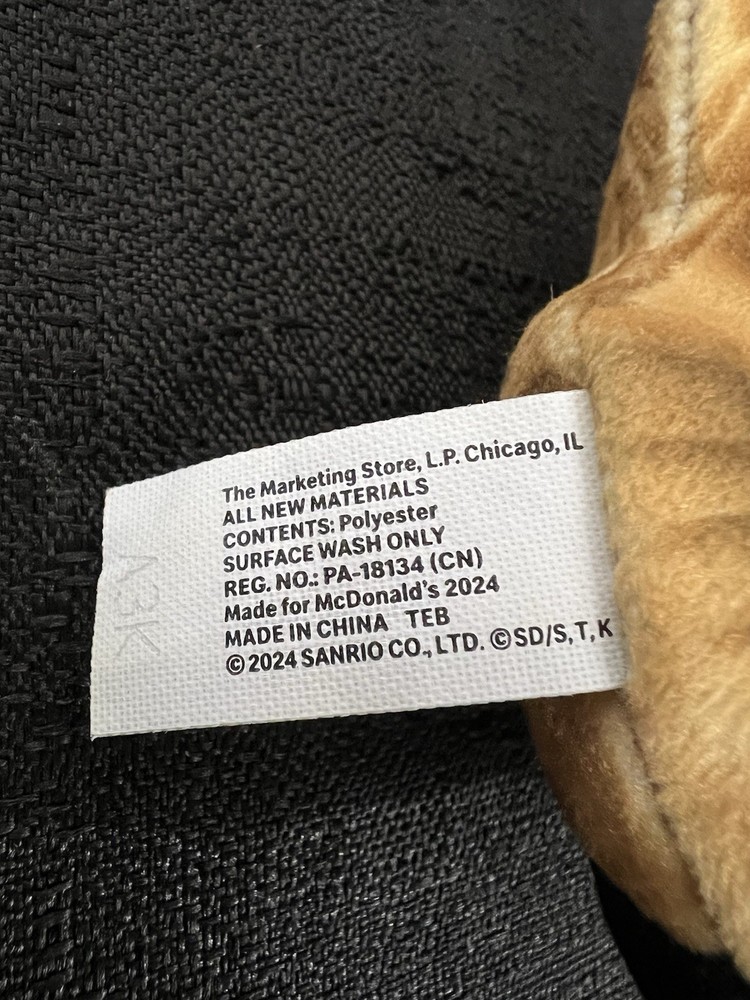 The Marketing Store, L.P. Chicago, IL
ALL NEW MATERIALS
CONTENTS: Polyester
SURFACE WASH ONLY
REG. NO.: PA-18134 (CN)
Made for McDonald's 2024
MADE IN CHINA TEB
©2024 SANRIO CO., LTD. ©SD/S, T, K